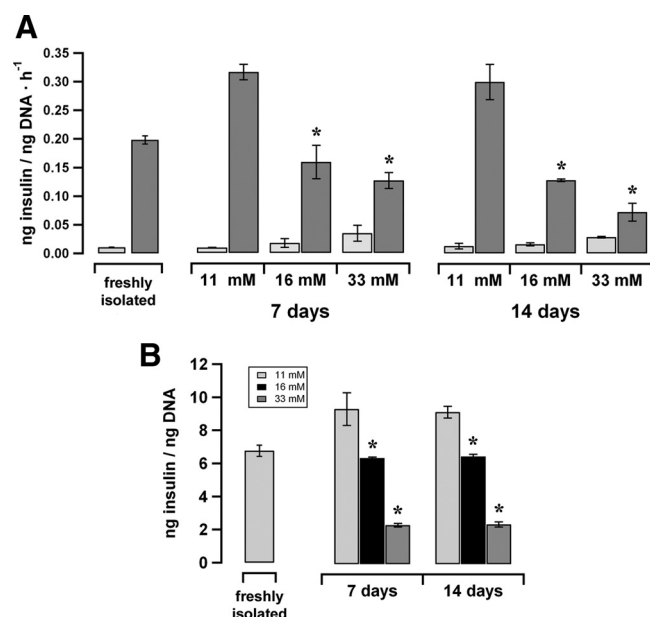 A
ng insulin / ng DNA · h⁻¹
0.35
0.30
0.25
0.20
0.15
0.10
0.05
0.00
* * * *
freshly
isolated
11 mM 16 mM 33 mM
7 days
11 mM 16 mM 33 mM
14 days
B
ng insulin / ng DNA
12
10
8
6
4
2
0
11 mM
16 mM
33 mM
* * * *
freshly
isolated
7 days
14 days